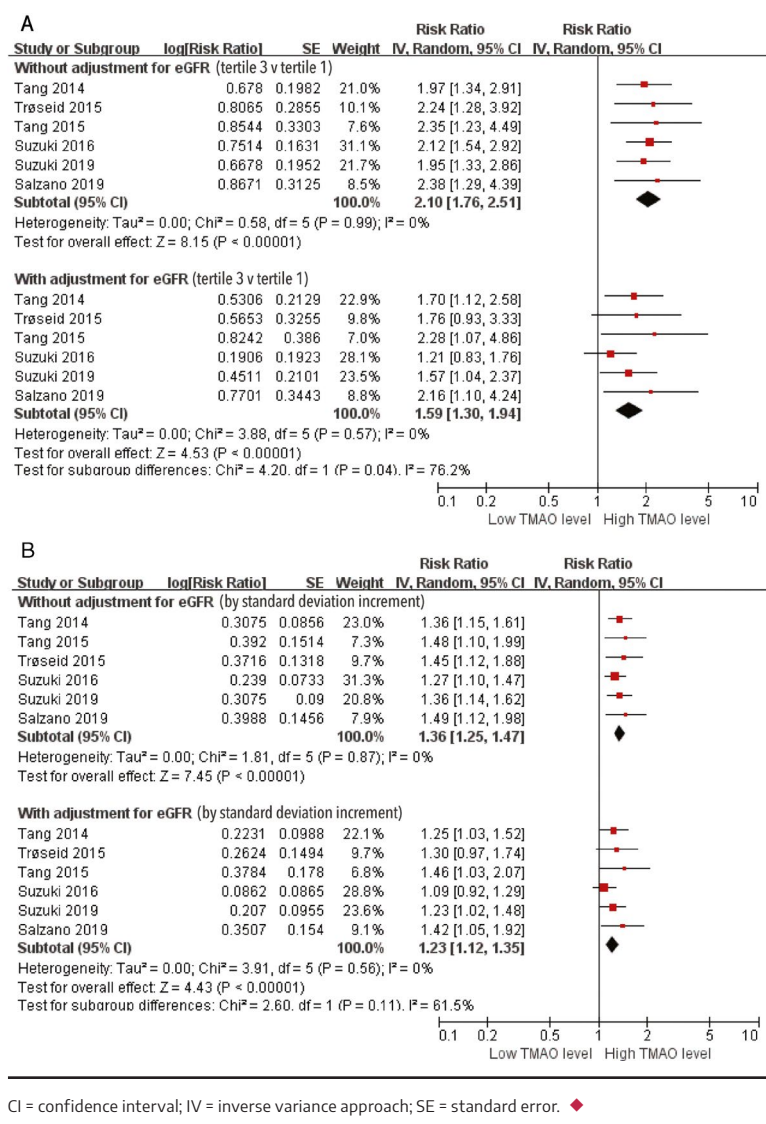 A
Risk Ratio Risk Ratio
Study or Subgroup log[Risk Ratio] SE Weight IV, Random, 95% CI IV, Random, 95% CI
Without adjustment for eGFR (tertile 3 v tertile 1)
Tang 2014 0.678 0.1982 21.0% 1.97 [1.34, 2.91]
Trøseid 2015 0.8065 0.2855 10.1% 2.24 [1.28, 3.92]
Tang 2015 0.8544 0.3303 7.6% 2.35 [1.23, 4.49]
Suzuki 2016 0.7514 0.1631 31.1% 2.12 [1.54, 2.92]
Suzuki 2019 0.6678 0.1952 21.7% 1.95 [1.33, 2.86]
Salzano 2019 0.8671 0.3125 8.5% 2.38 [1.29, 4.39]
Subtotal (95% CI) 100.0% 2.10 [1.76, 2.51]
Heterogeneity: Tau² = 0.00; Chi² = 0.58, df = 5 (P = 0.99); I² = 0%
Test for overall effect: Z = 8.15 (P < 0.00001)
With adjustment for eGFR (tertile 3 v tertile 1)
Tang 2014 0.5306 0.2129 22.9% 1.70 [1.12, 2.58]
Trøseid 2015 0.5653 0.3255 9.8% 1.76 [0.93, 3.33]
Tang 2015 0.8242 0.386 7.0% 2.28 [1.07, 4.86]
Suzuki 2016 0.1906 0.1923 28.1% 1.21 [0.83, 1.76]
Suzuki 2019 0.4511 0.2101 23.5% 1.57 [1.04, 2.37]
Salzano 2019 0.7701 0.3443 8.8% 2.16 [1.10, 4.24]
Subtotal (95% CI) 100.0% 1.59 [1.30, 1.94]
Heterogeneity: Tau² = 0.00; Chi² = 3.88, df = 5 (P = 0.57); I² = 0%
Test for overall effect: Z = 4.53 (P < 0.00001)
Test for subgroup differences: Chi² = 4.20. df = 1 (P = 0.04). I² = 76.2%
0.1 0.2 0.5 1 2 5 10
Low TMAO level High TMAO level
B
Risk Ratio Risk Ratio
Study or Subgroup log[Risk Ratio] SE Weight IV, Random, 95% CI IV, Random, 95% CI
Without adjustment for eGFR (by standard deviation increment)
Tang 2014 0.3075 0.0856 23.0% 1.36 [1.15, 1.61]
Tang 2015 0.392 0.1514 7.3% 1.48 [1.10, 1.99]
Trøseid 2015 0.3716 0.1318 9.7% 1.45 [1.12, 1.88]
Suzuki 2016 0.239 0.0733 31.3% 1.27 [1.10, 1.47]
Suzuki 2019 0.3075 0.09 20.8% 1.36 [1.14, 1.62]
Salzano 2019 0.3988 0.1456 7.9% 1.49 [1.12, 1.98]
Subtotal (95% CI) 100.0% 1.36 [1.25, 1.47]
Heterogeneity: Tau² = 0.00; Chi² = 1.81, df = 5 (P = 0.87); I² = 0%
Test for overall effect: Z = 7.45 (P < 0.00001)
With adjustment for eGFR (by standard deviation increment)
Tang 2014 0.2231 0.0988 22.1% 1.25 [1.03, 1.52]
Trøseid 2015 0.2624 0.1494 9.7% 1.30 [0.97, 1.74]
Tang 2015 0.3784 0.178 6.8% 1.46 [1.03, 2.07]
Suzuki 2016 0.0862 0.0865 28.8% 1.09 [0.92, 1.29]
Suzuki 2019 0.207 0.0955 23.6% 1.23 [1.02, 1.48]
Salzano 2019 0.3507 0.154 9.1% 1.42 [1.05, 1.92]
Subtotal (95% CI) 100.0% 1.23 [1.12, 1.35]
Heterogeneity: Tau² = 0.00; Chi² = 3.91, df = 5 (P = 0.56); I² = 0%
Test for overall effect: Z = 4.43 (P < 0.00001)
Test for subgroup differences: Chi² = 2.60. df = 1 (P = 0.11). I² = 61.5%
0.1 0.2 0.5 1 2 5 10
Low TMAO level High TMAO level
CI = confidence interval; IV = inverse variance approach; SE = standard error.